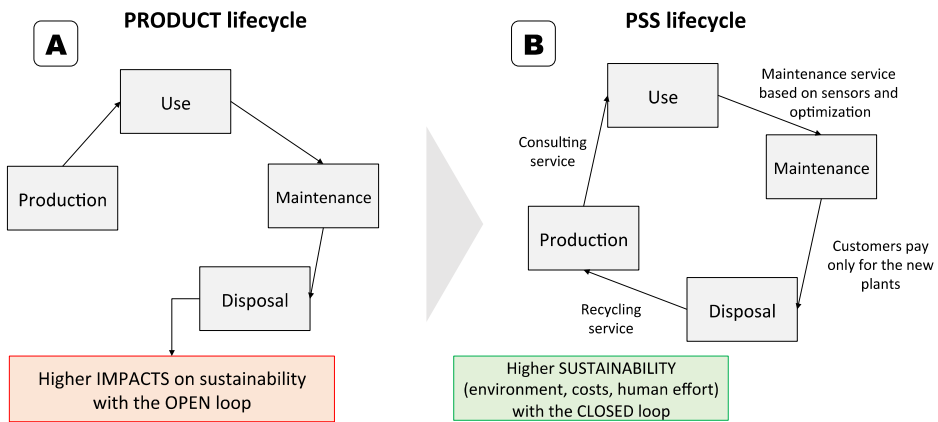 PRODUCT lifecycle
A
Use
Production
Maintenance
Disposal
Higher IMPACTS on sustainability
with the OPEN loop
PSS lifecycle
B
Use
Maintenance service
based on sensors and
optimization
Consulting
service
Maintenance
Production
Customers pay
only for the new
plants
Disposal
Recycling
service
Higher SUSTAINABILITY
(environment, costs, human effort)
with the CLOSED loop